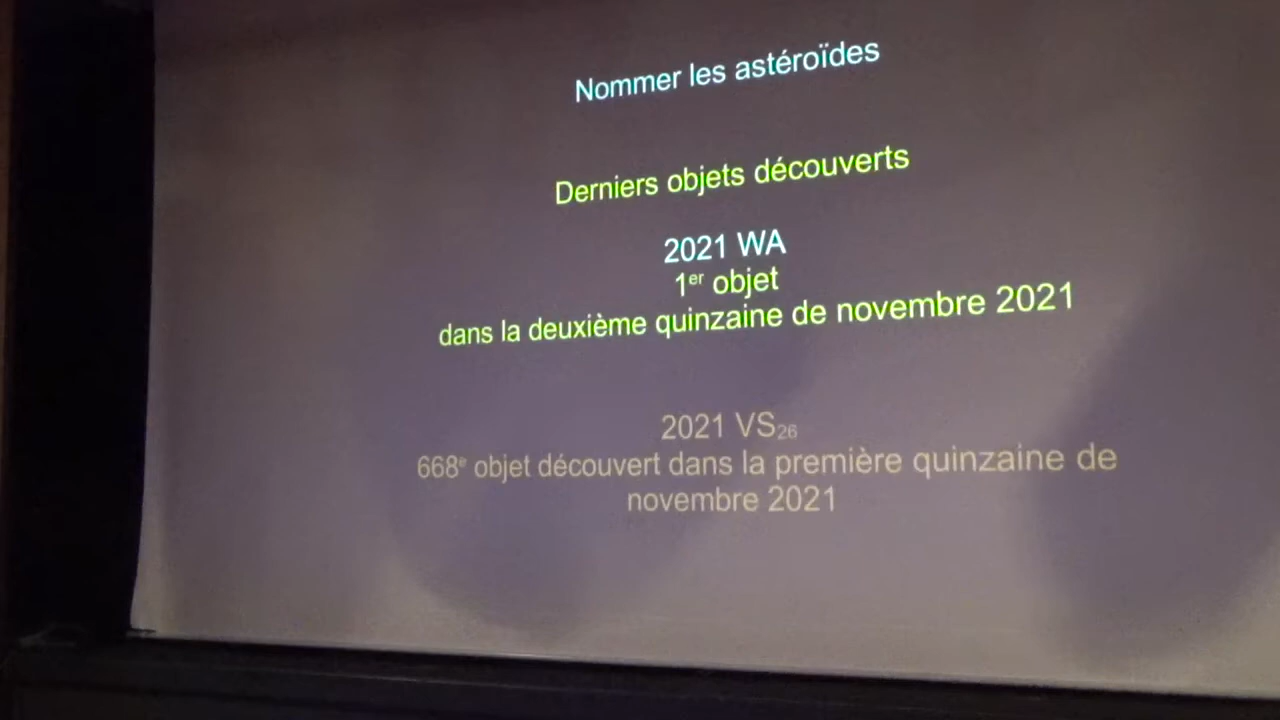 Nommer les astéroïdes
Derniers objets découverts
2021 WA
1er objet
dans la deuxième quinzaine de novembre 2021
2021 VS26
668e objet découvert dans la première quinzaine de
novembre 2021